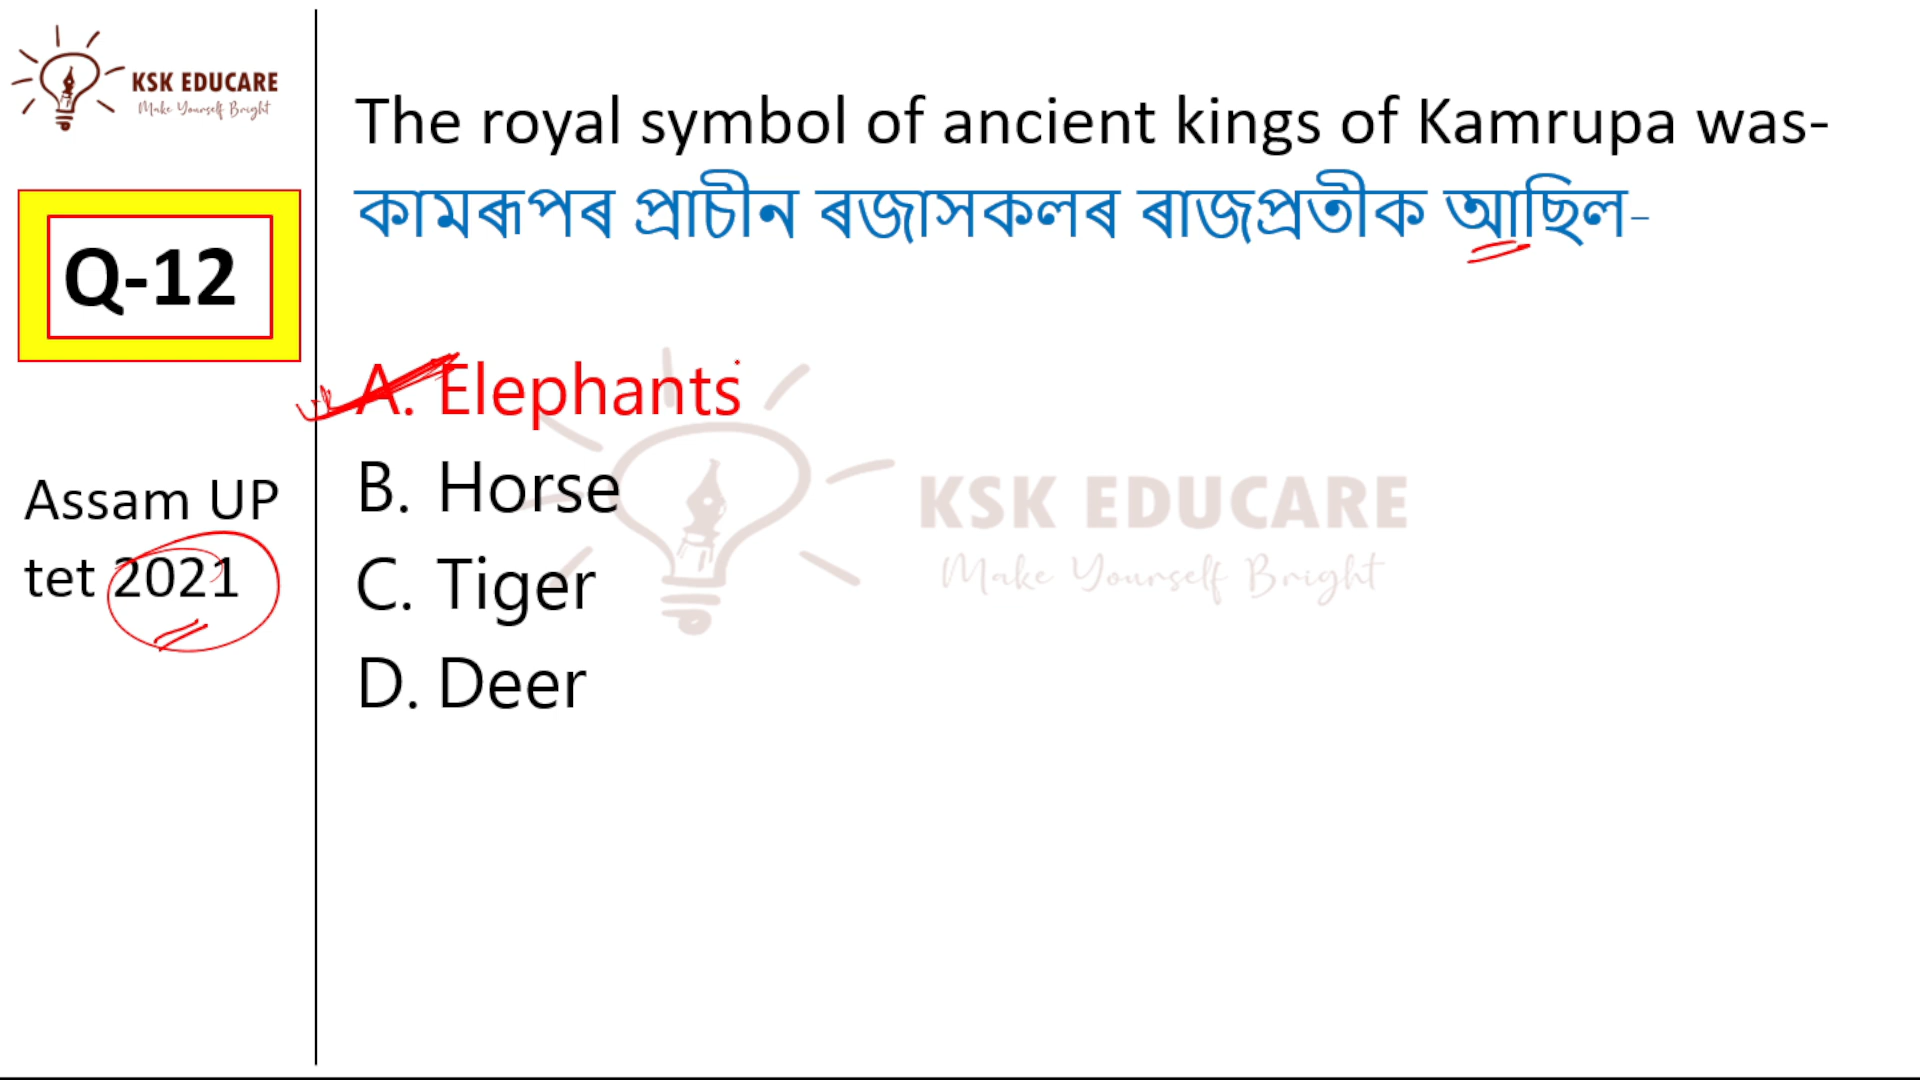 KSK EDUCARE
Make Yourself Bright
Q-12
Assam UP
tet 2021
The royal symbol of ancient kings of Kamrupa was-
কামৰূপৰ প্ৰাচীন ৰজাসকলৰ ৰাজপ্ৰতীক আছিল-
A. Elephants
B. Horse
C. Tiger
D. Deer
KSK EDUCARE
Make Yourself Bright